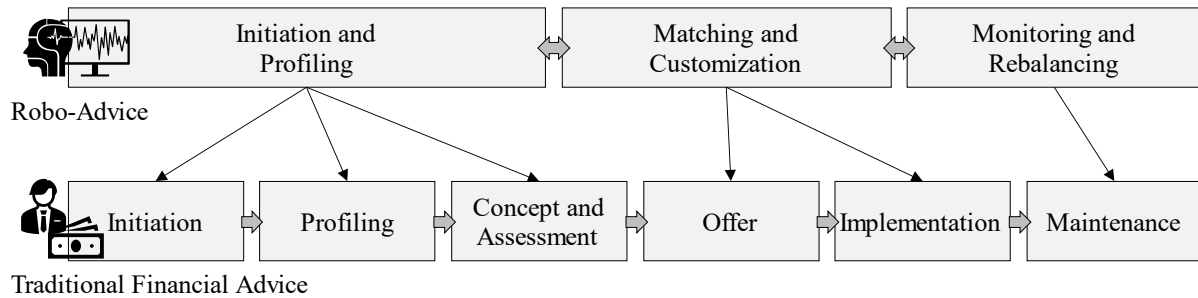 Initiation and
Profiling
Matching and
Customization
Monitoring and
Rebalancing
Robo-Advice
Initiation
Profiling
Concept and
Assessment
Offer
Implementation
Maintenance
Traditional Financial Advice